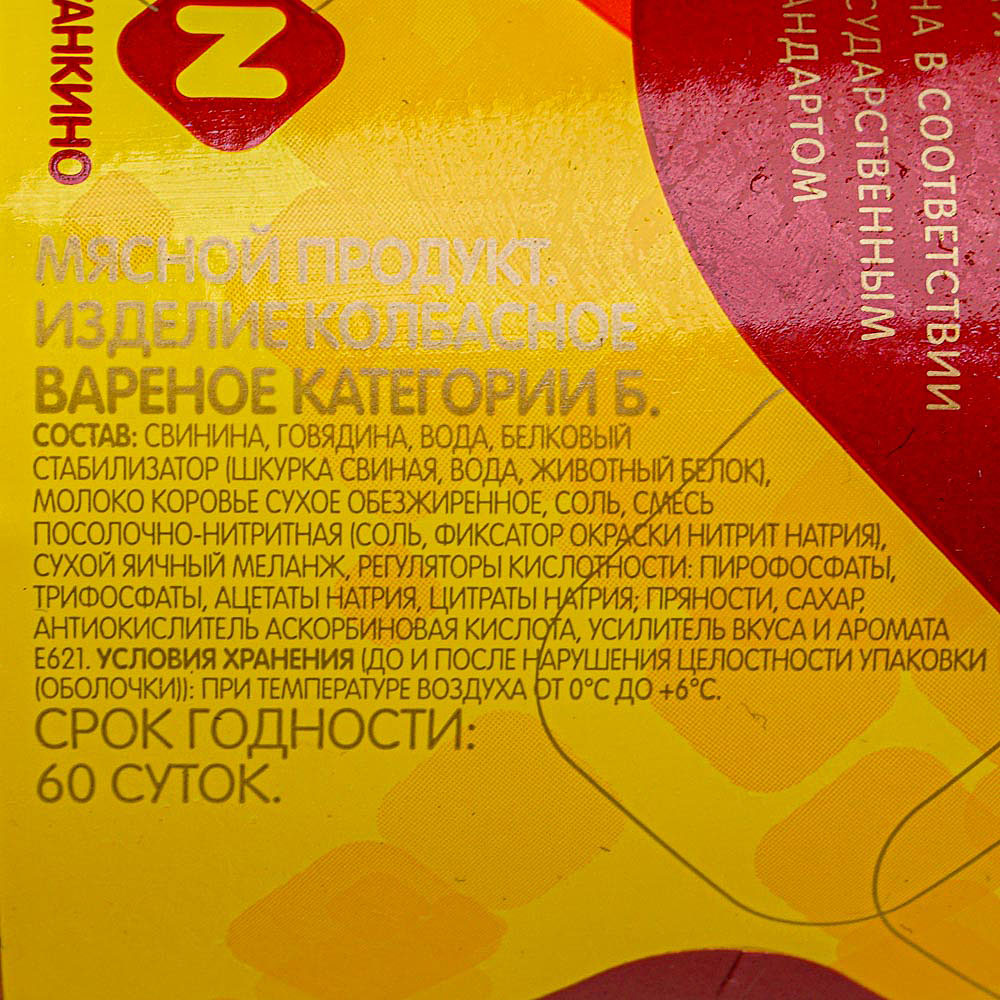 АНКИНО
НА В СООТВЕТСТВИИ
СУДАРСТВЕННЫМ
АНДАРТОМ
МЯСНОЙ ПРОДУКТ.
ИЗДЕЛИЕ КОЛБАСНОЕ
ВАРЕНОЕ КАТЕГОРИИ Б.
СОСТАВ: СВИНИНА, ГОВЯДИНА, ВОДА, БЕЛКОВЫЙ
СТАБИЛИЗАТОР (ШКУРКА СВИНАЯ, ВОДА, ЖИВОТНЫЙ БЕЛОК),
МОЛОКО КОРОВЬЕ СУХОЕ ОБЕЗЖИРЕННОЕ, СОЛЬ, СМЕСЬ
ПОСОЛОЧНО-НИТРИТНАЯ (СОЛЬ, ФИКСАТОР ОКРАСКИ НИТРИТ НАТРИЯ),
СУХОЙ ЯИЧНЫЙ МЕЛАНЖ, РЕГУЛЯТОРЫ КИСЛОТНОСТИ: ПИРОФОСФАТЫ,
ТРИФОСФАТЫ, АЦЕТАТЫ НАТРИЯ, ЦИТРАТЫ НАТРИЯ; ПРЯНОСТИ, САХАР,
АНТИОКИСЛИТЕЛЬ АСКОРБИНОВАЯ КИСЛОТА, УСИЛИТЕЛЬ ВКУСА И АРОМАТА
Е621. УСЛОВИЯ ХРАНЕНИЯ (ДО И ПОСЛЕ НАРУШЕНИЯ ЦЕЛОСТНОСТИ УПАКОВКИ
(ОБОЛОЧКИ)): ПРИ ТЕМПЕРАТУРЕ ВОЗДУХА ОТ 0°С ДО +6°С.
СРОК ГОДНОСТИ:
60 СУТОК.